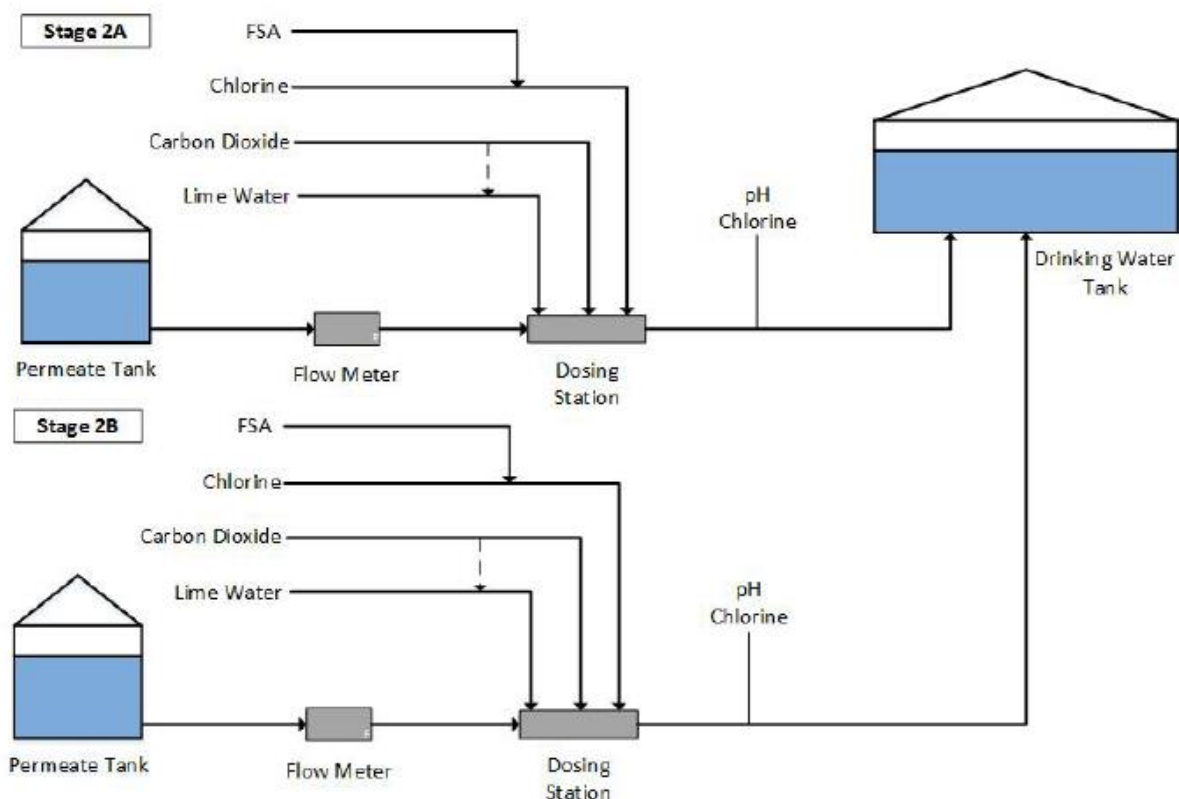 Stage 2A
FSA
Chlorine
Carbon Dioxide
Lime Water
pH
Chlorine
Drinking Water
Tank
Permeate Tank
Flow Meter
Dosing
Station
Stage 2B
FSA
Chlorine
Carbon Dioxide
Lime Water
pH
Chlorine
Permeate Tank
Flow Meter
Dosing
Station